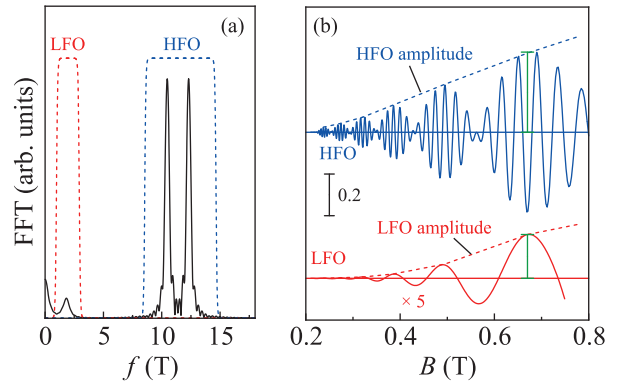 (a)
LFO
HFO
FFT (arb. units)
0
5
10
15
f (T)
(b)
HFO amplitude
HFO
0.2
LFO amplitude
LFO
× 5
0.2
0.4
0.6
0.8
B (T)